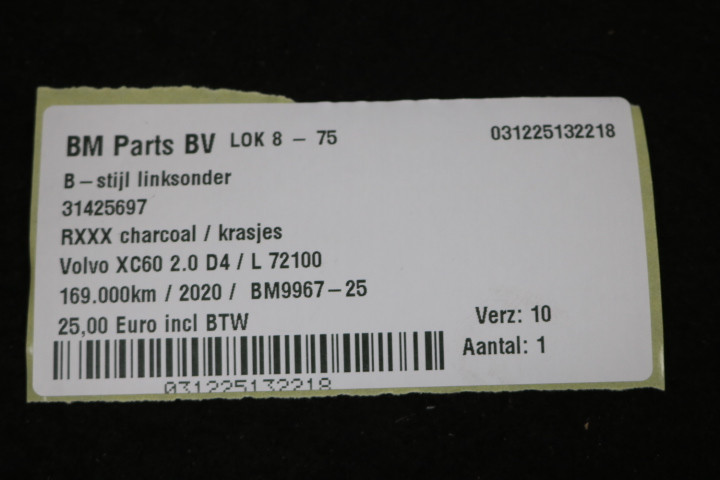 BM Parts BV LOK 8 – 75 031225132218
B – stijl linksonder
31425697
RXXX charcoal / krasjes
Volvo XC60 2.0 D4 / L 72100
169.000km / 2020 / BM9967 – 25
25,00 Euro incl BTW
Verz: 10
Aantal: 1
031225132218